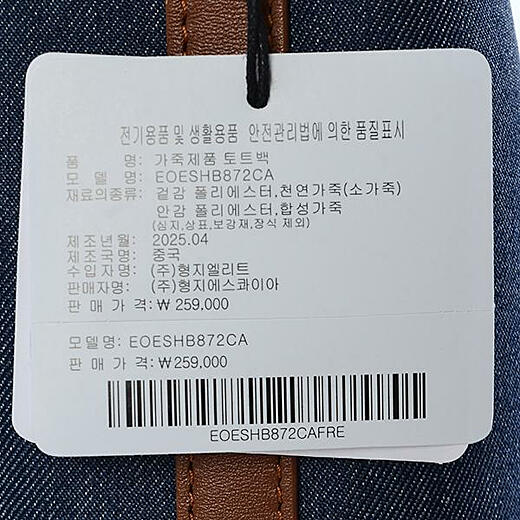 전기용품 및 생활용품 안전관리법에 의한 품질표시
품 명: 가죽제품 토트백
모 델 명: EOESHB872CA
재료의종류: 겉감 폴리에스터,천연가죽(소가죽)
안감 폴리에스터,합성가죽
(심지,상표,보강재,장식 제외)
제조년월: 2025.04
제조국명: 중국
수입자명: (주)형지엘리트
판매자명: (주)형지에스콰이아
판 매 가 격:₩ 259,000
모델명: EOESHB872CA
판 매 가 격:₩259,000
EOESHB872CAFRE